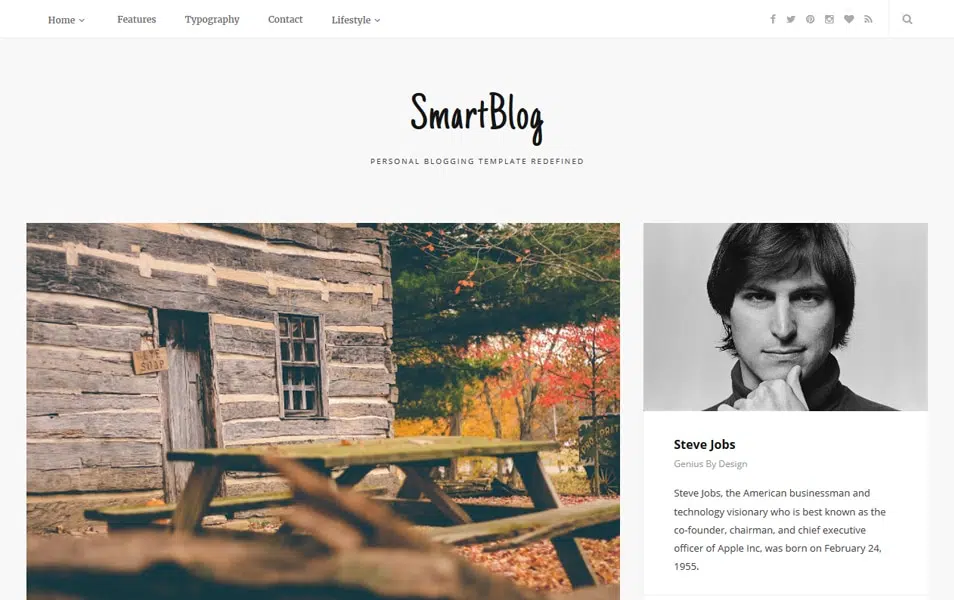 Home Features Typography Contact Lifestyle
SmartBlog
PERSONAL BLOGGING TEMPLATE REDEFINED
SOAP
Steve Jobs
Genius By Design
Steve Jobs, the American businessman and
technology visionary who is best known as the
co-founder, chairman, and chief executive
officer of Apple Inc, was born on February 24,
1955.